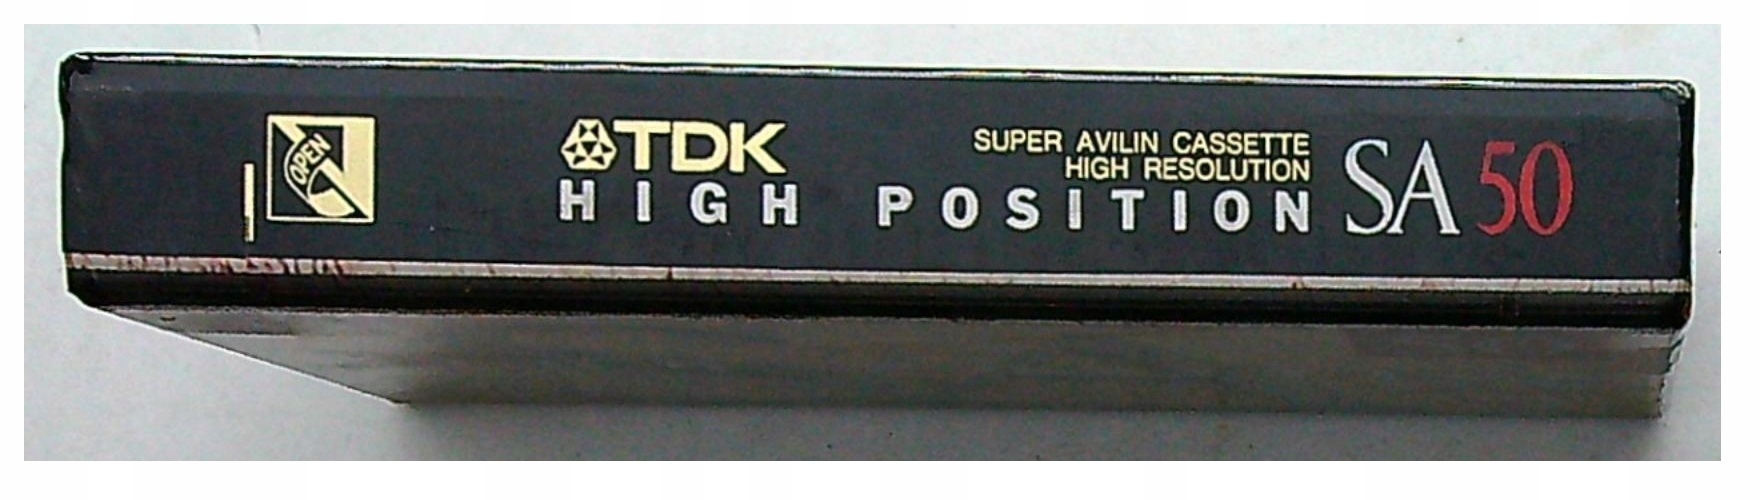 OPEN
TDK
HIGH POSITION
SUPER AVILIN CASSETTE
HIGH RESOLUTION
SA 50